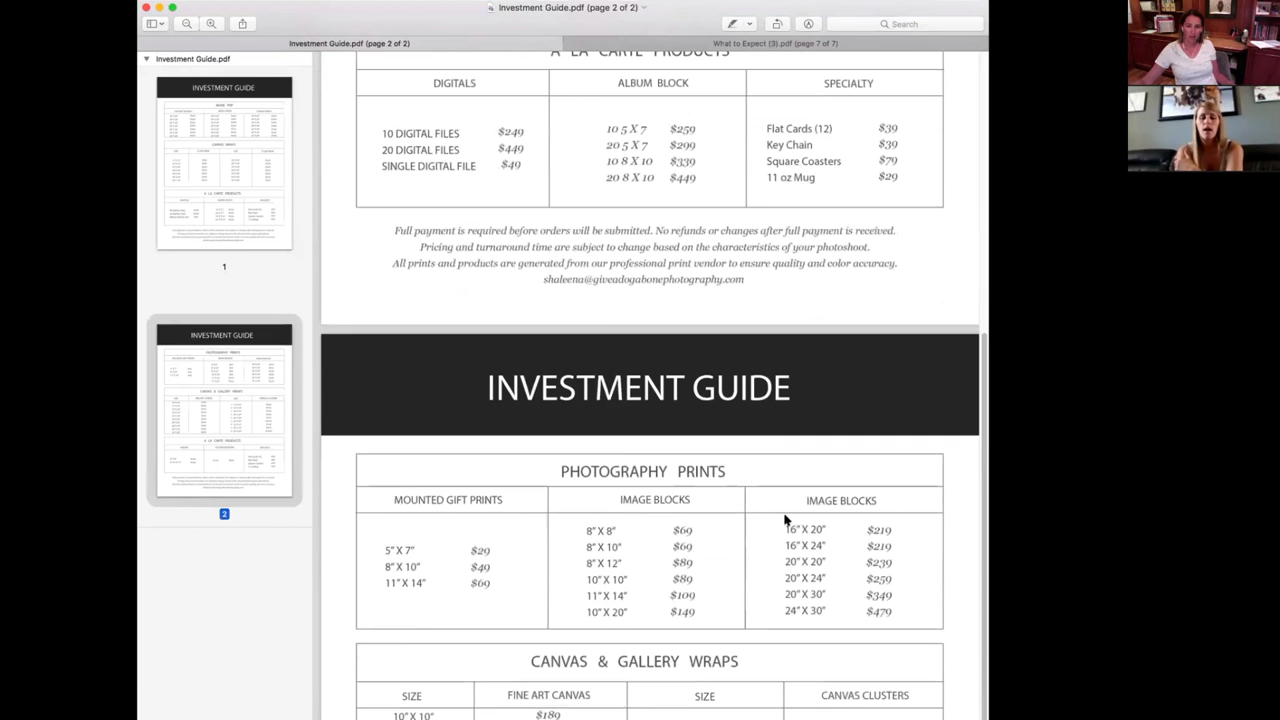 Investment Guide.pdf (page 2 of 2)
Search
Investment Guide.pdf (page 2 of 2)
What to Expect (3).pdf (page 7 of 7)
Investment Guide.pdf
INVESTMENT GUIDE
1
INVESTMENT GUIDE
2
A LA CARTE PRODUCTS
DIGITALS ALBUM BLOCK SPECIALTY
10 DIGITAL FILES $249
20 DIGITAL FILES $449
SINGLE DIGITAL FILE $49
10 5 X 7 $259
20 5 X 7 $299
10 8 X 10 $339
20 8 X 10 $449
Flat Cards (12) $39
Key Chain $39
Square Coasters $79
11 oz Mug $29
Full payment is required before orders will be issued. No refunds or changes after full payment is received.
Pricing and turnaround time are subject to change based on the characteristics of your photoshoot.
All prints and products are generated from our professional print vendor to ensure quality and color accuracy.
shaleena@giveadogabonephotography.com
INVESTMENT GUIDE
PHOTOGRAPHY PRINTS
MOUNTED GIFT PRINTS IMAGE BLOCKS IMAGE BLOCKS
5" X 7" $29
8" X 10" $49
11" X 14" $69
8" X 8" $69
8" X 10" $69
8" X 12" $89
10" X 10" $89
11" X 14" $109
10" X 20" $149
16" X 20" $219
16" X 24" $219
20" X 20" $239
20" X 24" $259
20" X 30" $349
24" X 30" $479
CANVAS & GALLERY WRAPS
SIZE FINE ART CANVAS SIZE CANVAS CLUSTERS
10" X 10" $189